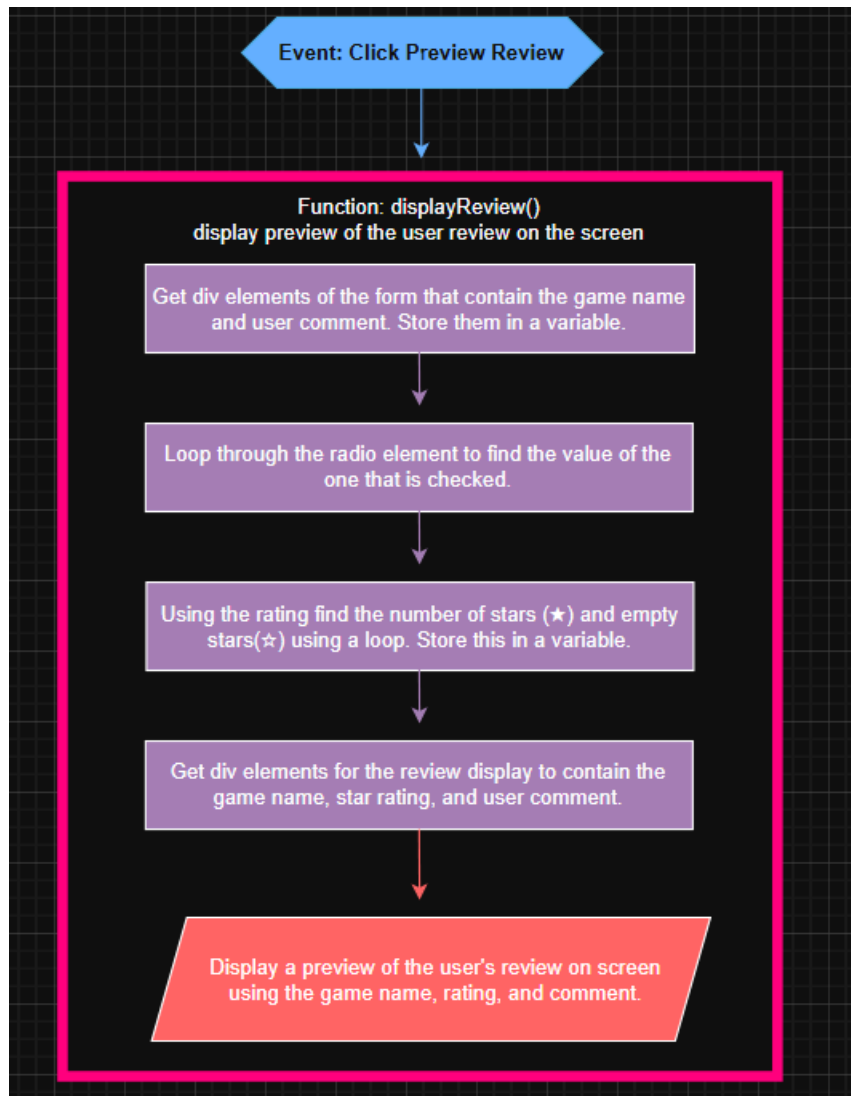 Event: Click Preview Review
Function: displayReview()
display preview of the user review on the screen
Get div elements of the form that contain the game name
and user comment. Store them in a variable.
Loop through the radio element to find the value of the
one that is checked.
Using the rating find the number of stars (★) and empty
stars(☆) using a loop. Store this in a variable.
Get div elements for the review display to contain the
game name, star rating, and user comment.
Display a preview of the user's review on screen
using the game name, rating, and comment.